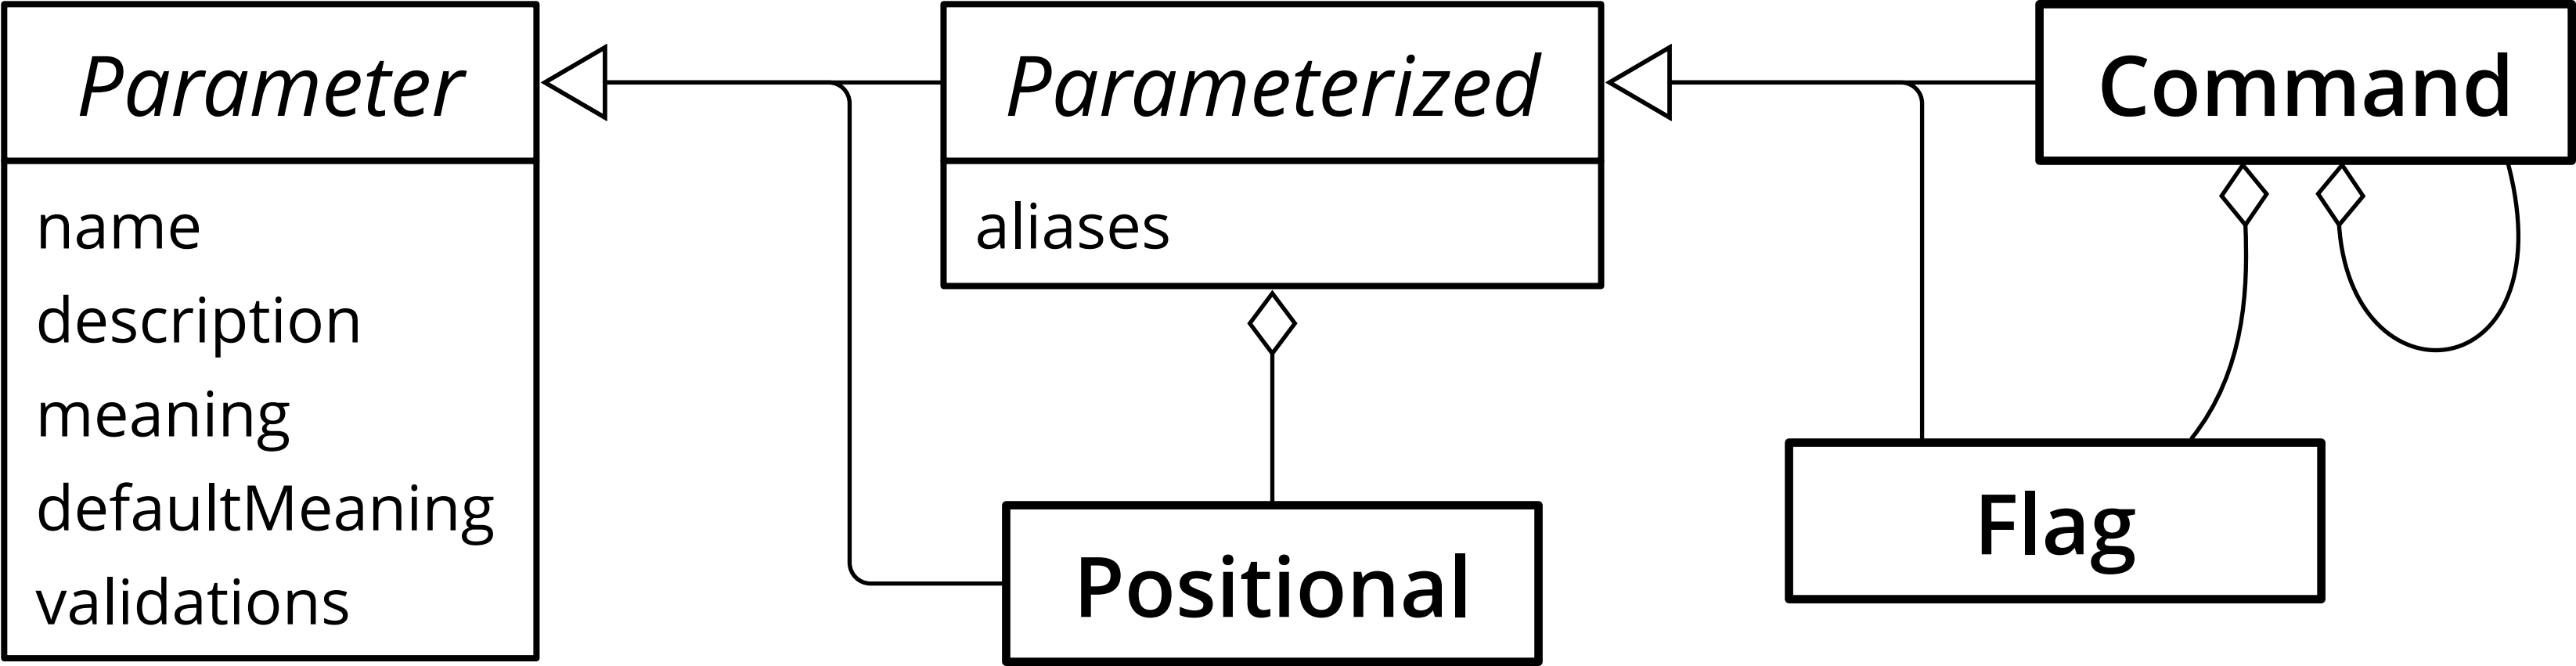 Parameter
name
description
meaning
defaultMeaning
validations
Parameterized
aliases
Positional
Command
Flag